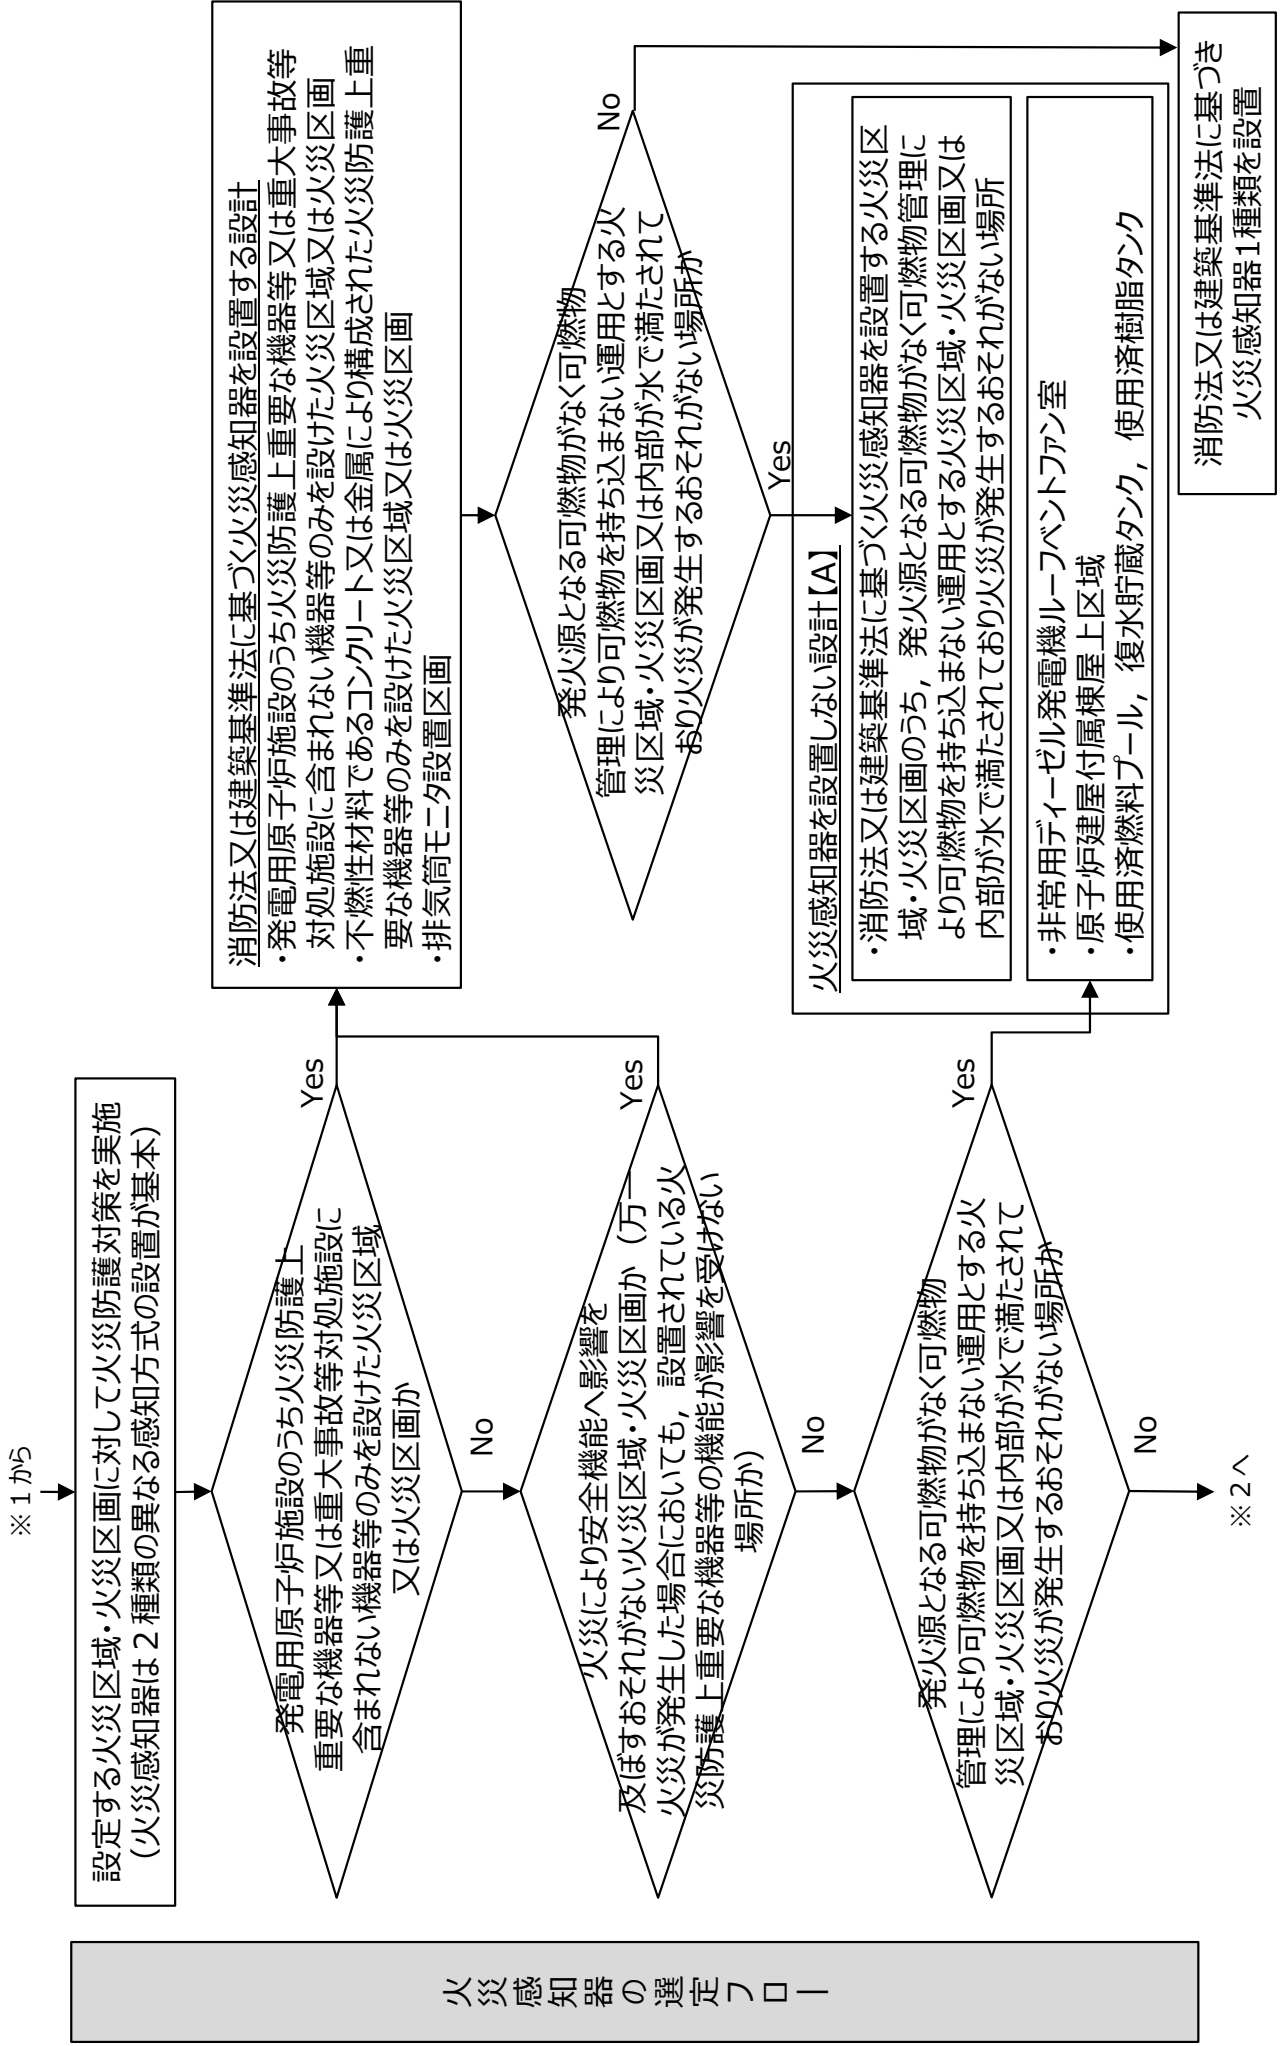 火災感知器の選定フロー
※１から
設定する火災区域・火災区画に対して火災防護対策を実施
（火災感知器は２種類の異なる感知方式の設置が基本）
発電用原子炉施設のうち火災防護上
重要な機器等又は重大事故等対処施設に
含まれない機器等のみを設けた火災区域
又は火災区画か
Yes
No
火災により安全機能へ影響を
及ぼすおそれがない火災区域・火災区画か（万一
火災が発生した場合においても，設置されている火
災防護上重要な機器等の機能が影響を受けない
場所か）
Yes
No
発火源となる可燃物がなく可燃物
管理により可燃物を持ち込まない運用とする火
災区域・火災区画又は内部が水で満たされて
おり火災が発生するおそれがない場所か
Yes
No
※２へ
消防法又は建築基準法に基づく火災感知器を設置する設計
・発電用原子炉施設のうち火災防護上重要な機器等又は重大事故等
対処施設に含まれない機器等のみを設けた火災区域又は火災区画
・不燃性材料であるコンクリート又は金属により構成された火災防護上重
要な機器等のみを設けた火災区域又は火災区画
・排気筒モニタ設置区画
発火源となる可燃物がなく可燃物
管理により可燃物を持ち込まない運用とする火
災区域・火災区画又は内部が水で満たされて
おり火災が発生するおそれがない場所か
No
Yes
火災感知器を設置しない設計【A】
・消防法又は建築基準法に基づく火災感知器を設置する火災区
域・火災区画のうち，発火源となる可燃物がなく可燃物管理に
より可燃物を持ち込まない運用とする火災区域・火災区画又は
内部が水で満たされており火災が発生するおそれがない場所
・非常用ディーゼル発電機ルーフベントファン室
・原子炉建屋付属棟屋上区域
・使用済燃料プール，復水貯蔵タンク，使用済樹脂タンク
消防法又は建築基準法に基づき
火災感知器１種類を設置